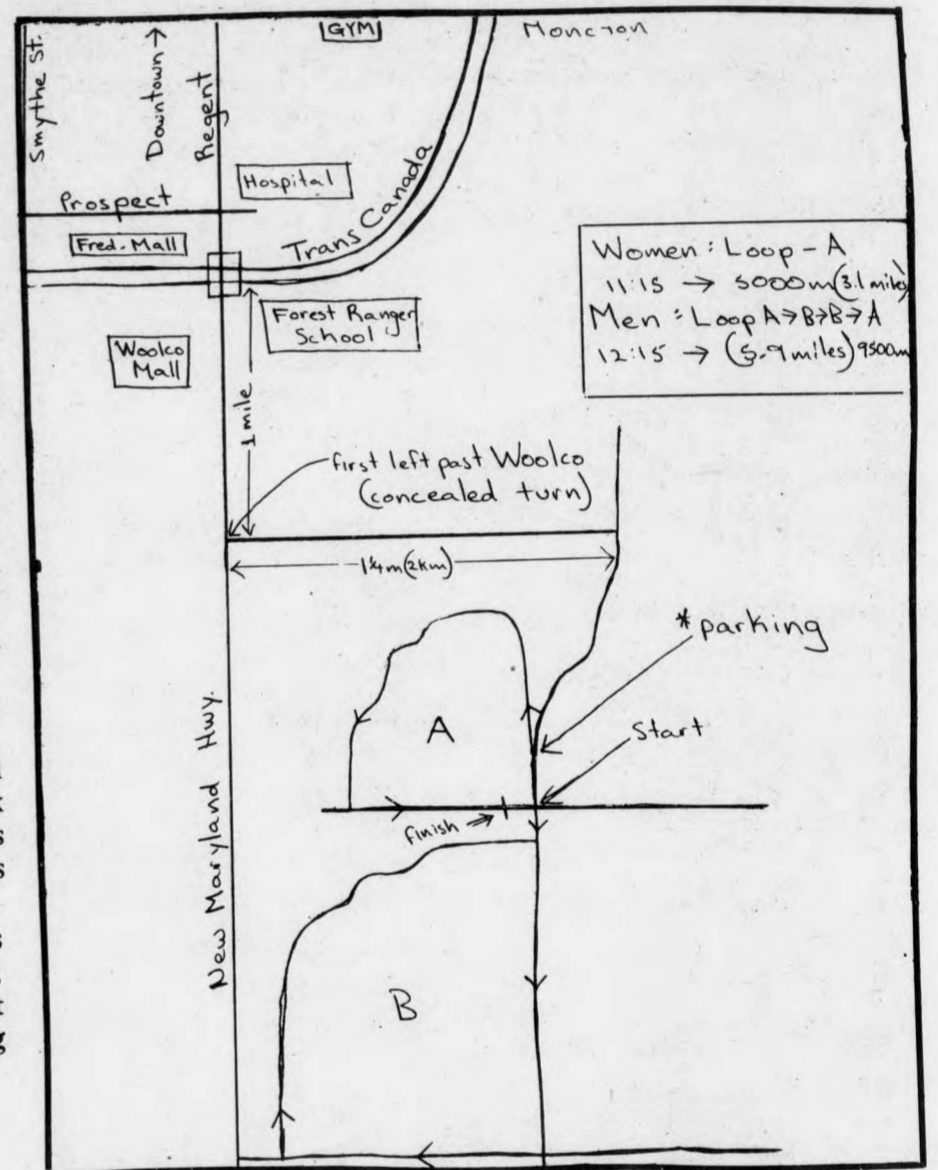 GYM
Moncton
Smythe St.
Downtown →
Regent
Hospital
Prospect
Trans Canada
Fred. Mall
Women : Loop - A
11:15 → 5000m (3.1 miles)
Men : Loop A→B→B→A
12:15 → (5.9 miles) 9500m
Forest Ranger
School
Woolco
Mall
1 mile
first left past Woolco
(concealed turn)
1¼m(2km)
*parking
A
Start
finish →
New Maryland Hwy.
B